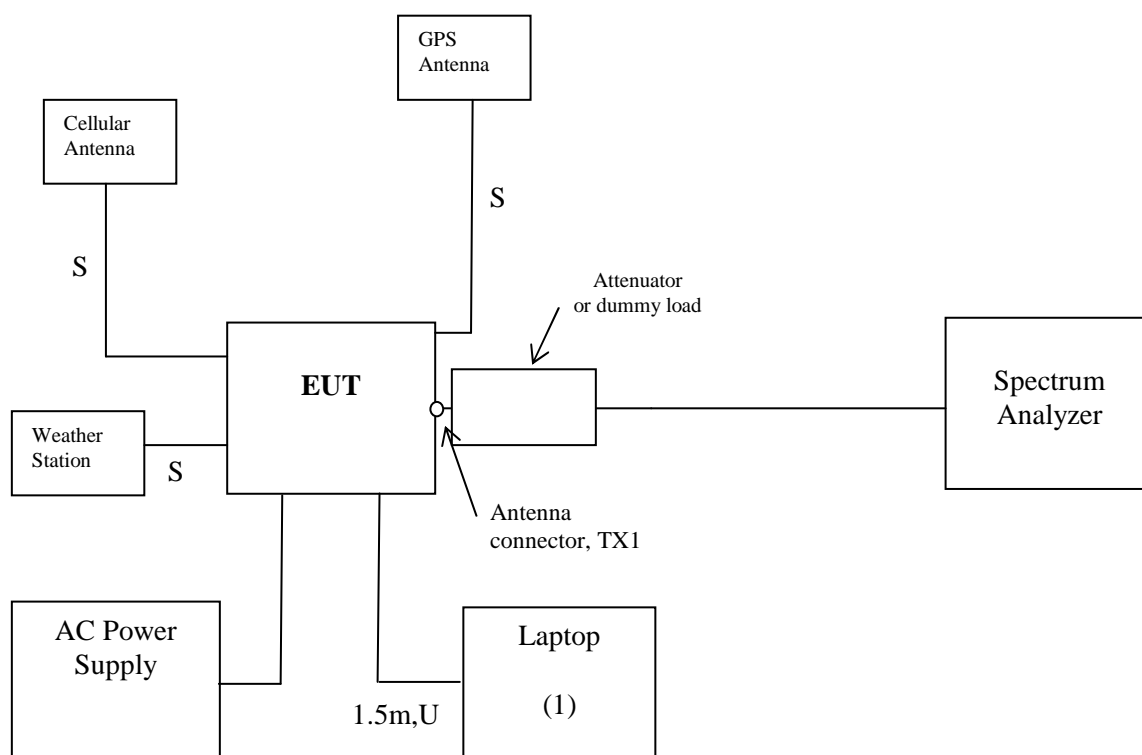 GPS
Antenna
Cellular
Antenna
S
S
Attenuator
or dummy load
EUT
Spectrum
Analyzer
Weather
Station
S
Antenna
connector, TX1
AC Power
Supply
Laptop
(1)
1.5m,U